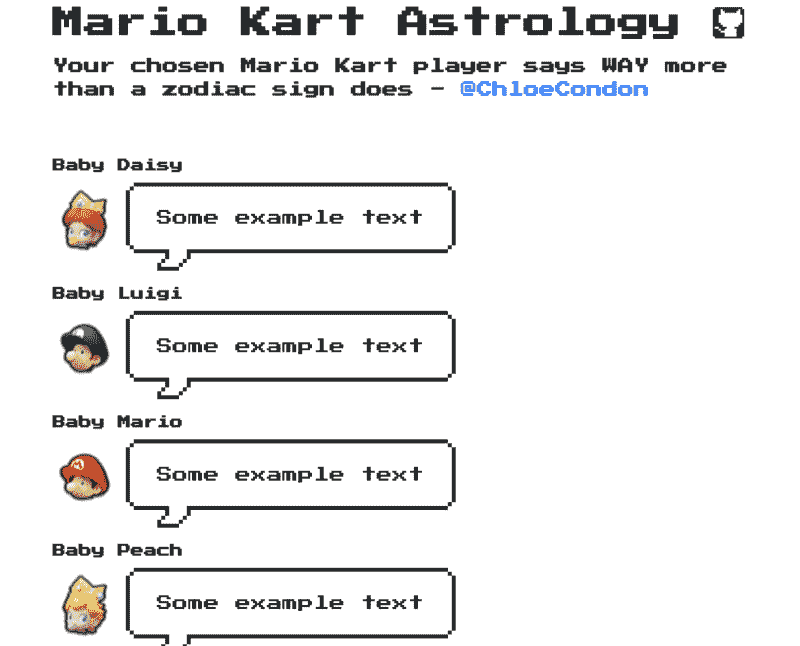 Mario Kart Astrology
Your chosen Mario Kart player says WAY more
than a zodiac sign does - @ChloeCondon
Baby Daisy
Some example text
Baby Luigi
Some example text
Baby Mario
Some example text
Baby Peach
Some example text